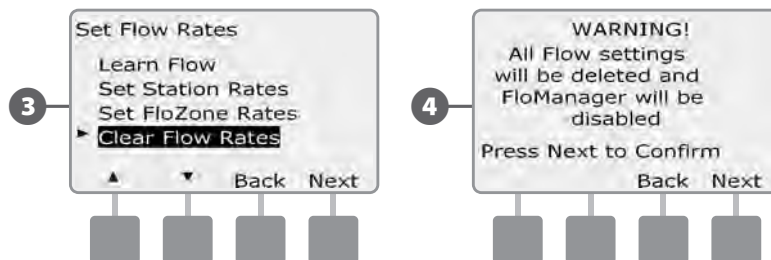 3
Set Flow Rates
Learn Flow
Set Station Rates
Set FloZone Rates
Clear Flow Rates
Back Next
4
WARNING!
All Flow settings
will be deleted and
FloManager will be
disabled
Press Next to Confirm
Back Next